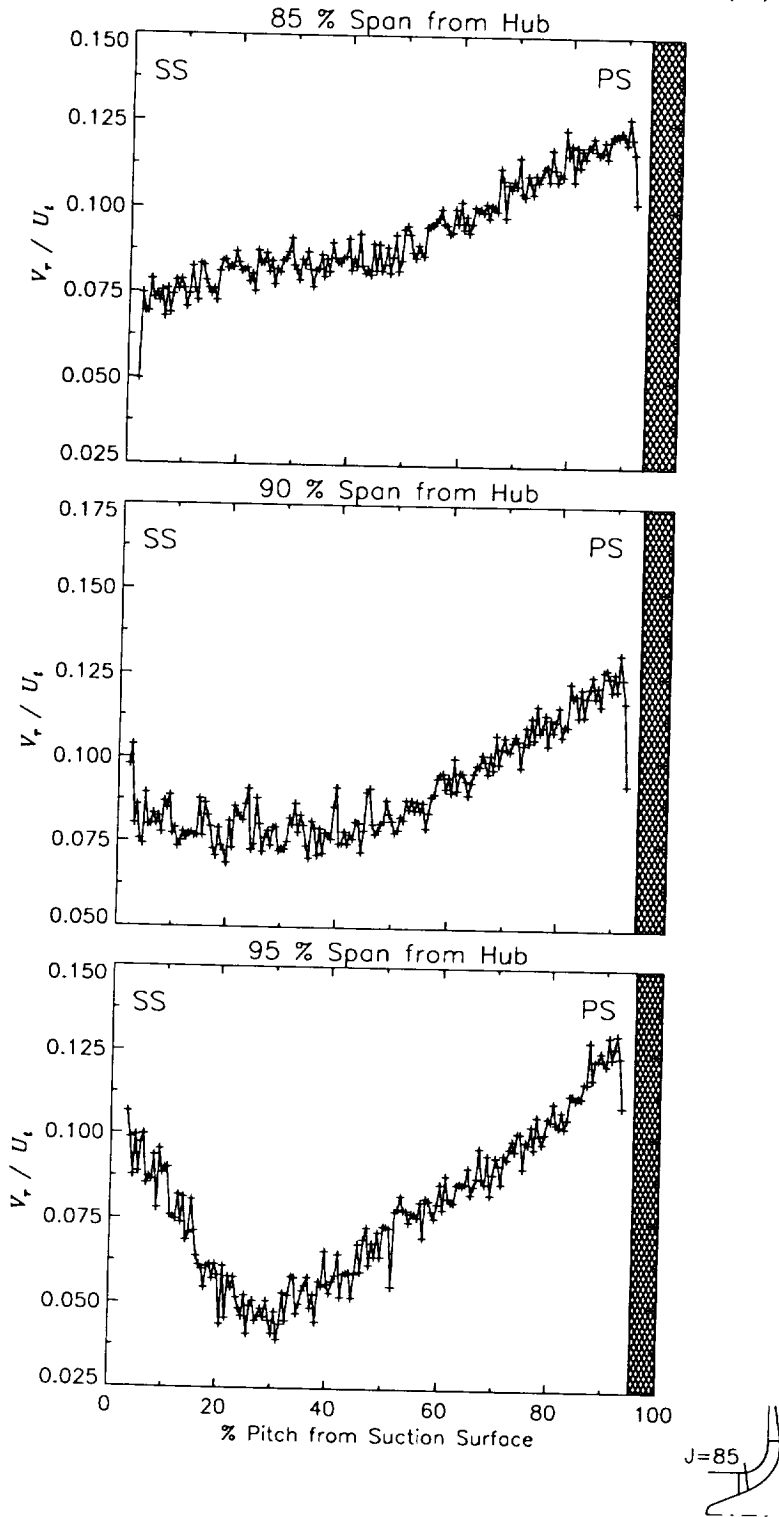 85 % Span from Hub
0.150
SS
PS
0.125
0.100
0.075
0.050
0.025
V_r / U_t
90 % Span from Hub
0.175
SS
PS
0.150
0.125
0.100
0.075
0.050
V_r / U_t
95 % Span from Hub
0.150
SS
PS
0.125
0.100
0.075
0.050
0.025
V_r / U_t
0 20 40 60 80 100
% Pitch from Suction Surface
J=85